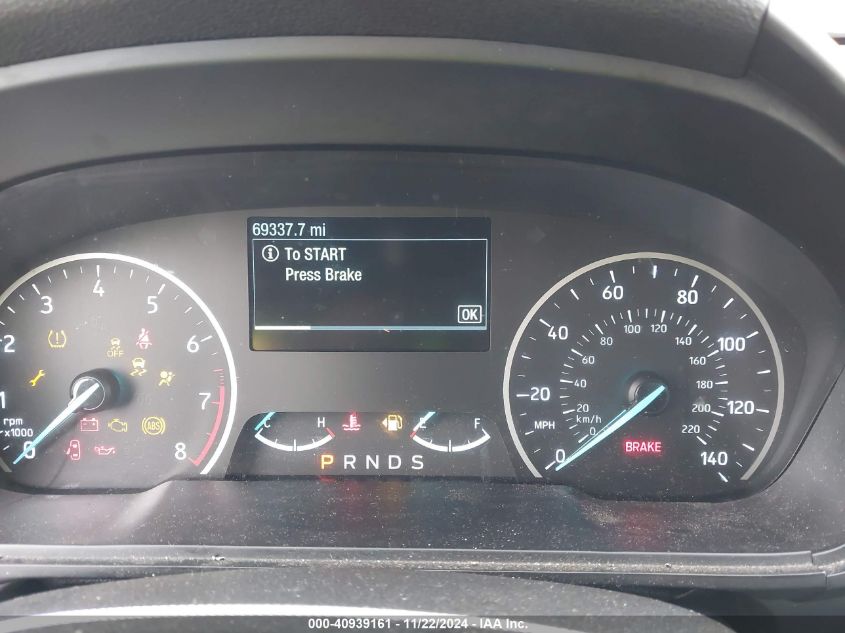 69337.7 mi
To START
Press Brake
OK
0 1 2 3 4 5 6 7 8
rpm
x1000
OFF
ABS
C H
E F
P R N D S
0 20 40 60 80 100 120 140
MPH
0 20 40 60 80 100 120 140 160 180 200 220
km/h
BRAKE
000-40939161 - 11/22/2024 - IAA Inc.